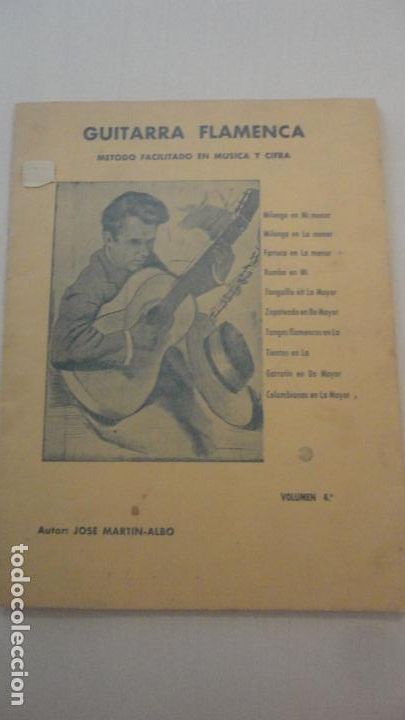 GUITARRA FLAMENCA
METODO FACILITADO EN MUSICA Y CIFRA
Milonga en Mi menor
Milonga en La menor
Farruca en La menor
Rumba en Mi
Tanguillo en La Mayor
Zapateado en Do Mayor
Tangos flamencos en La
Tientos en La
Garrotin en Do Mayor
Colombianas en La Mayor
VOLUMEN 4.º
Autor: JOSE MARTIN-ALBO
todocoleccion